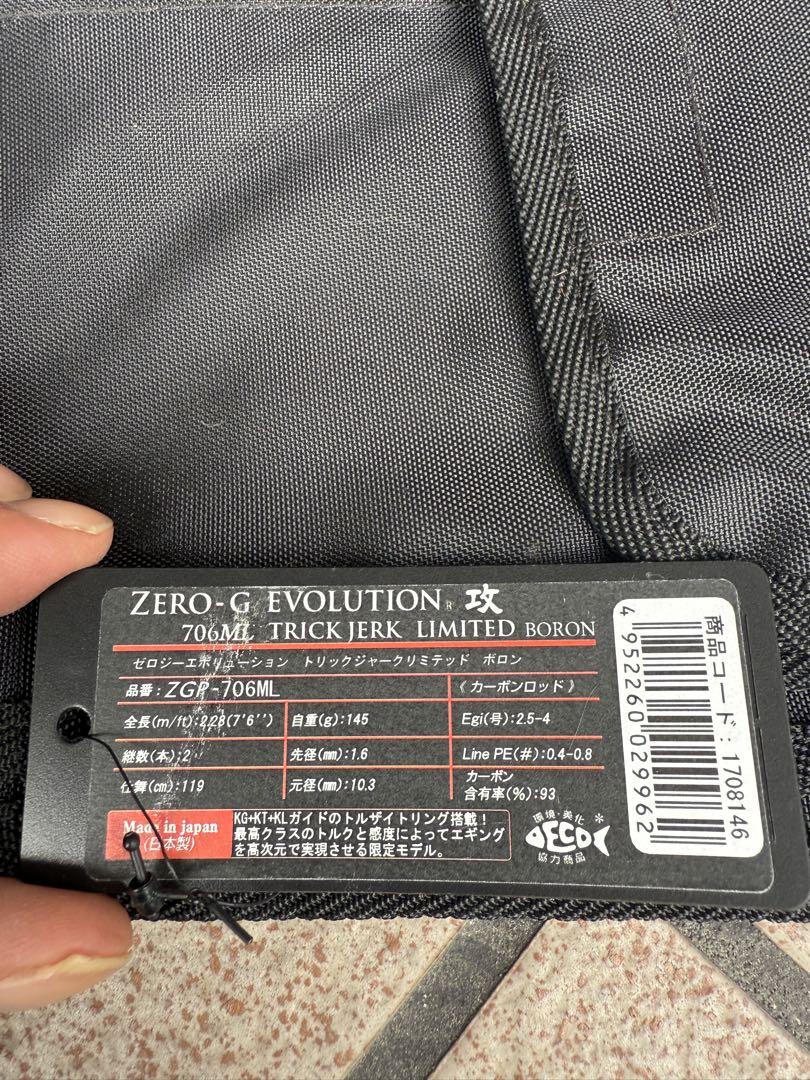 ZERO-G EVOLUTION® 攻
706ML TRICK JERK LIMITED BORON
ゼロジーエボリューション トリックジャークリミテッド ボロン
品番：ZGP-706ML 《カーボンロッド》
全長(m/ft):2.28(7'6'') 自重(g):145 Egi(号):2.5-4
継数(本):2 先径(㎜):1.6 Line PE(#):0.4-0.8
仕舞(cm):119 元径(㎜):10.3 カーボン
含有率(%):93
Made in japan
(日本製)
KG+KT+KLガイドのトルザイトリング搭載！
最高クラスのトルクと感度によってエギング
を高次元で実現させる限定モデル。
環境・美化
DECO
協力商品
商品コード：1708146
4952260029962